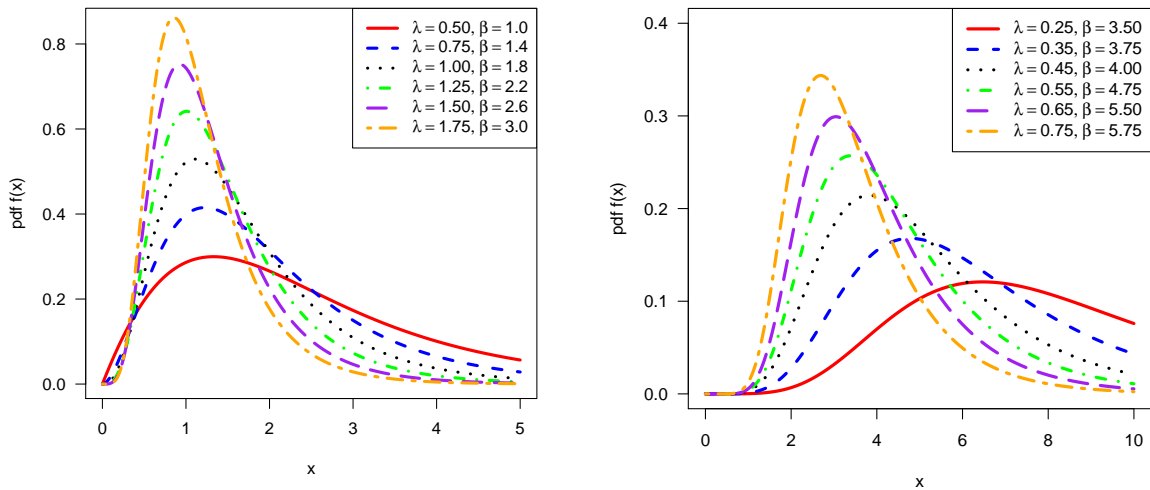 λ = 0.50, β = 1.0
λ = 0.75, β = 1.4
λ = 1.00, β = 1.8
λ = 1.25, β = 2.2
λ = 1.50, β = 2.6
λ = 1.75, β = 3.0
pdf f(x)
0.8
0.6
0.4
0.2
0.0
0 1 2 3 4 5
x
λ = 0.25, β = 3.50
λ = 0.35, β = 3.75
λ = 0.45, β = 4.00
λ = 0.55, β = 4.75
λ = 0.65, β = 5.50
λ = 0.75, β = 5.75
pdf f(x)
0.4
0.3
0.2
0.1
0.0
0 2 4 6 8 10
x